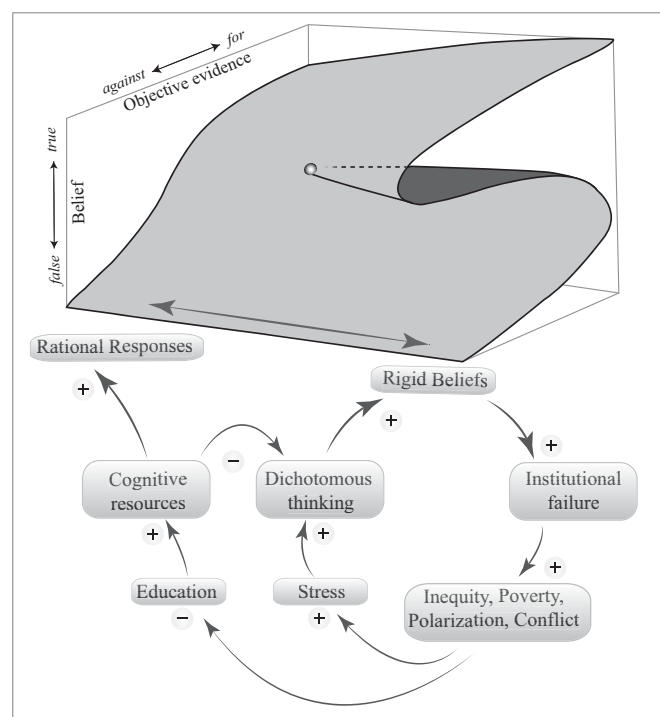 for
against
Objective evidence
true
Belief
false
Rational Responses
Rigid Beliefs
+
+
+
Cognitive
resources
−
Dichotomous
thinking
Institutional
failure
+
+
+
Education
Stress
Inequity, Poverty,
Polarization, Conflict
−
+